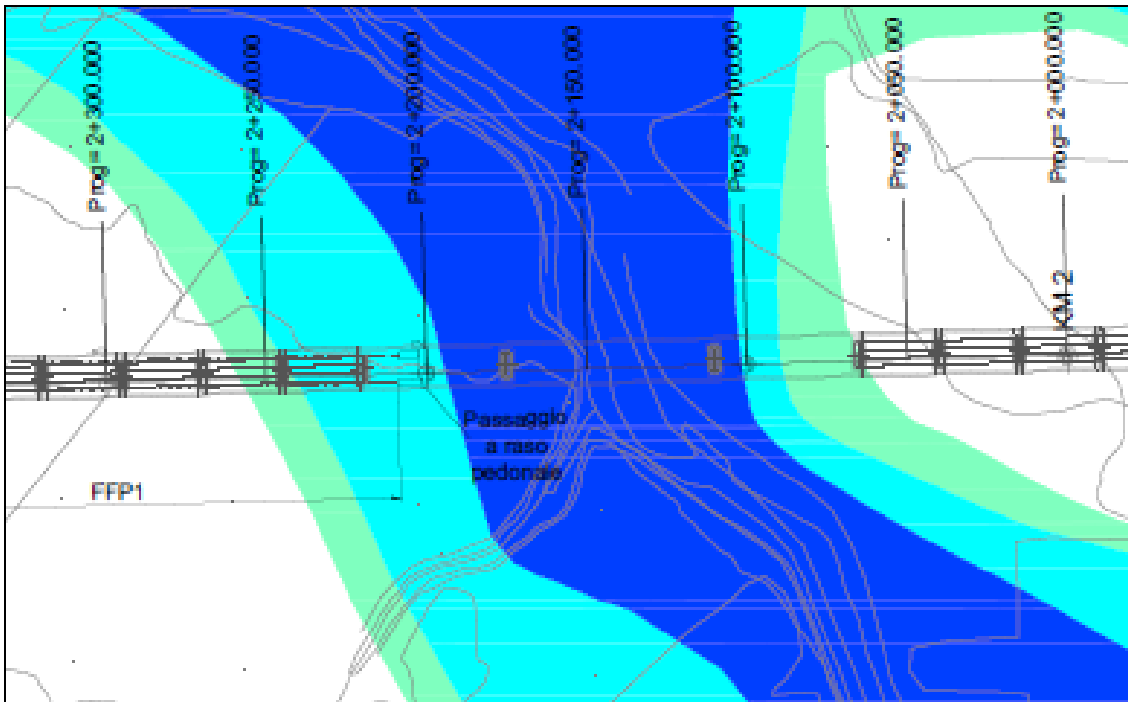 Prog= 2+300.000
Prog= 2+250.000
Prog= 2+200.000
Prog= 2+150.000
Prog= 2+100.000
Prog= 2+050.000
Prog= 2+000.000
KM 2
Passaggio
a raso
pedonale
FFP1